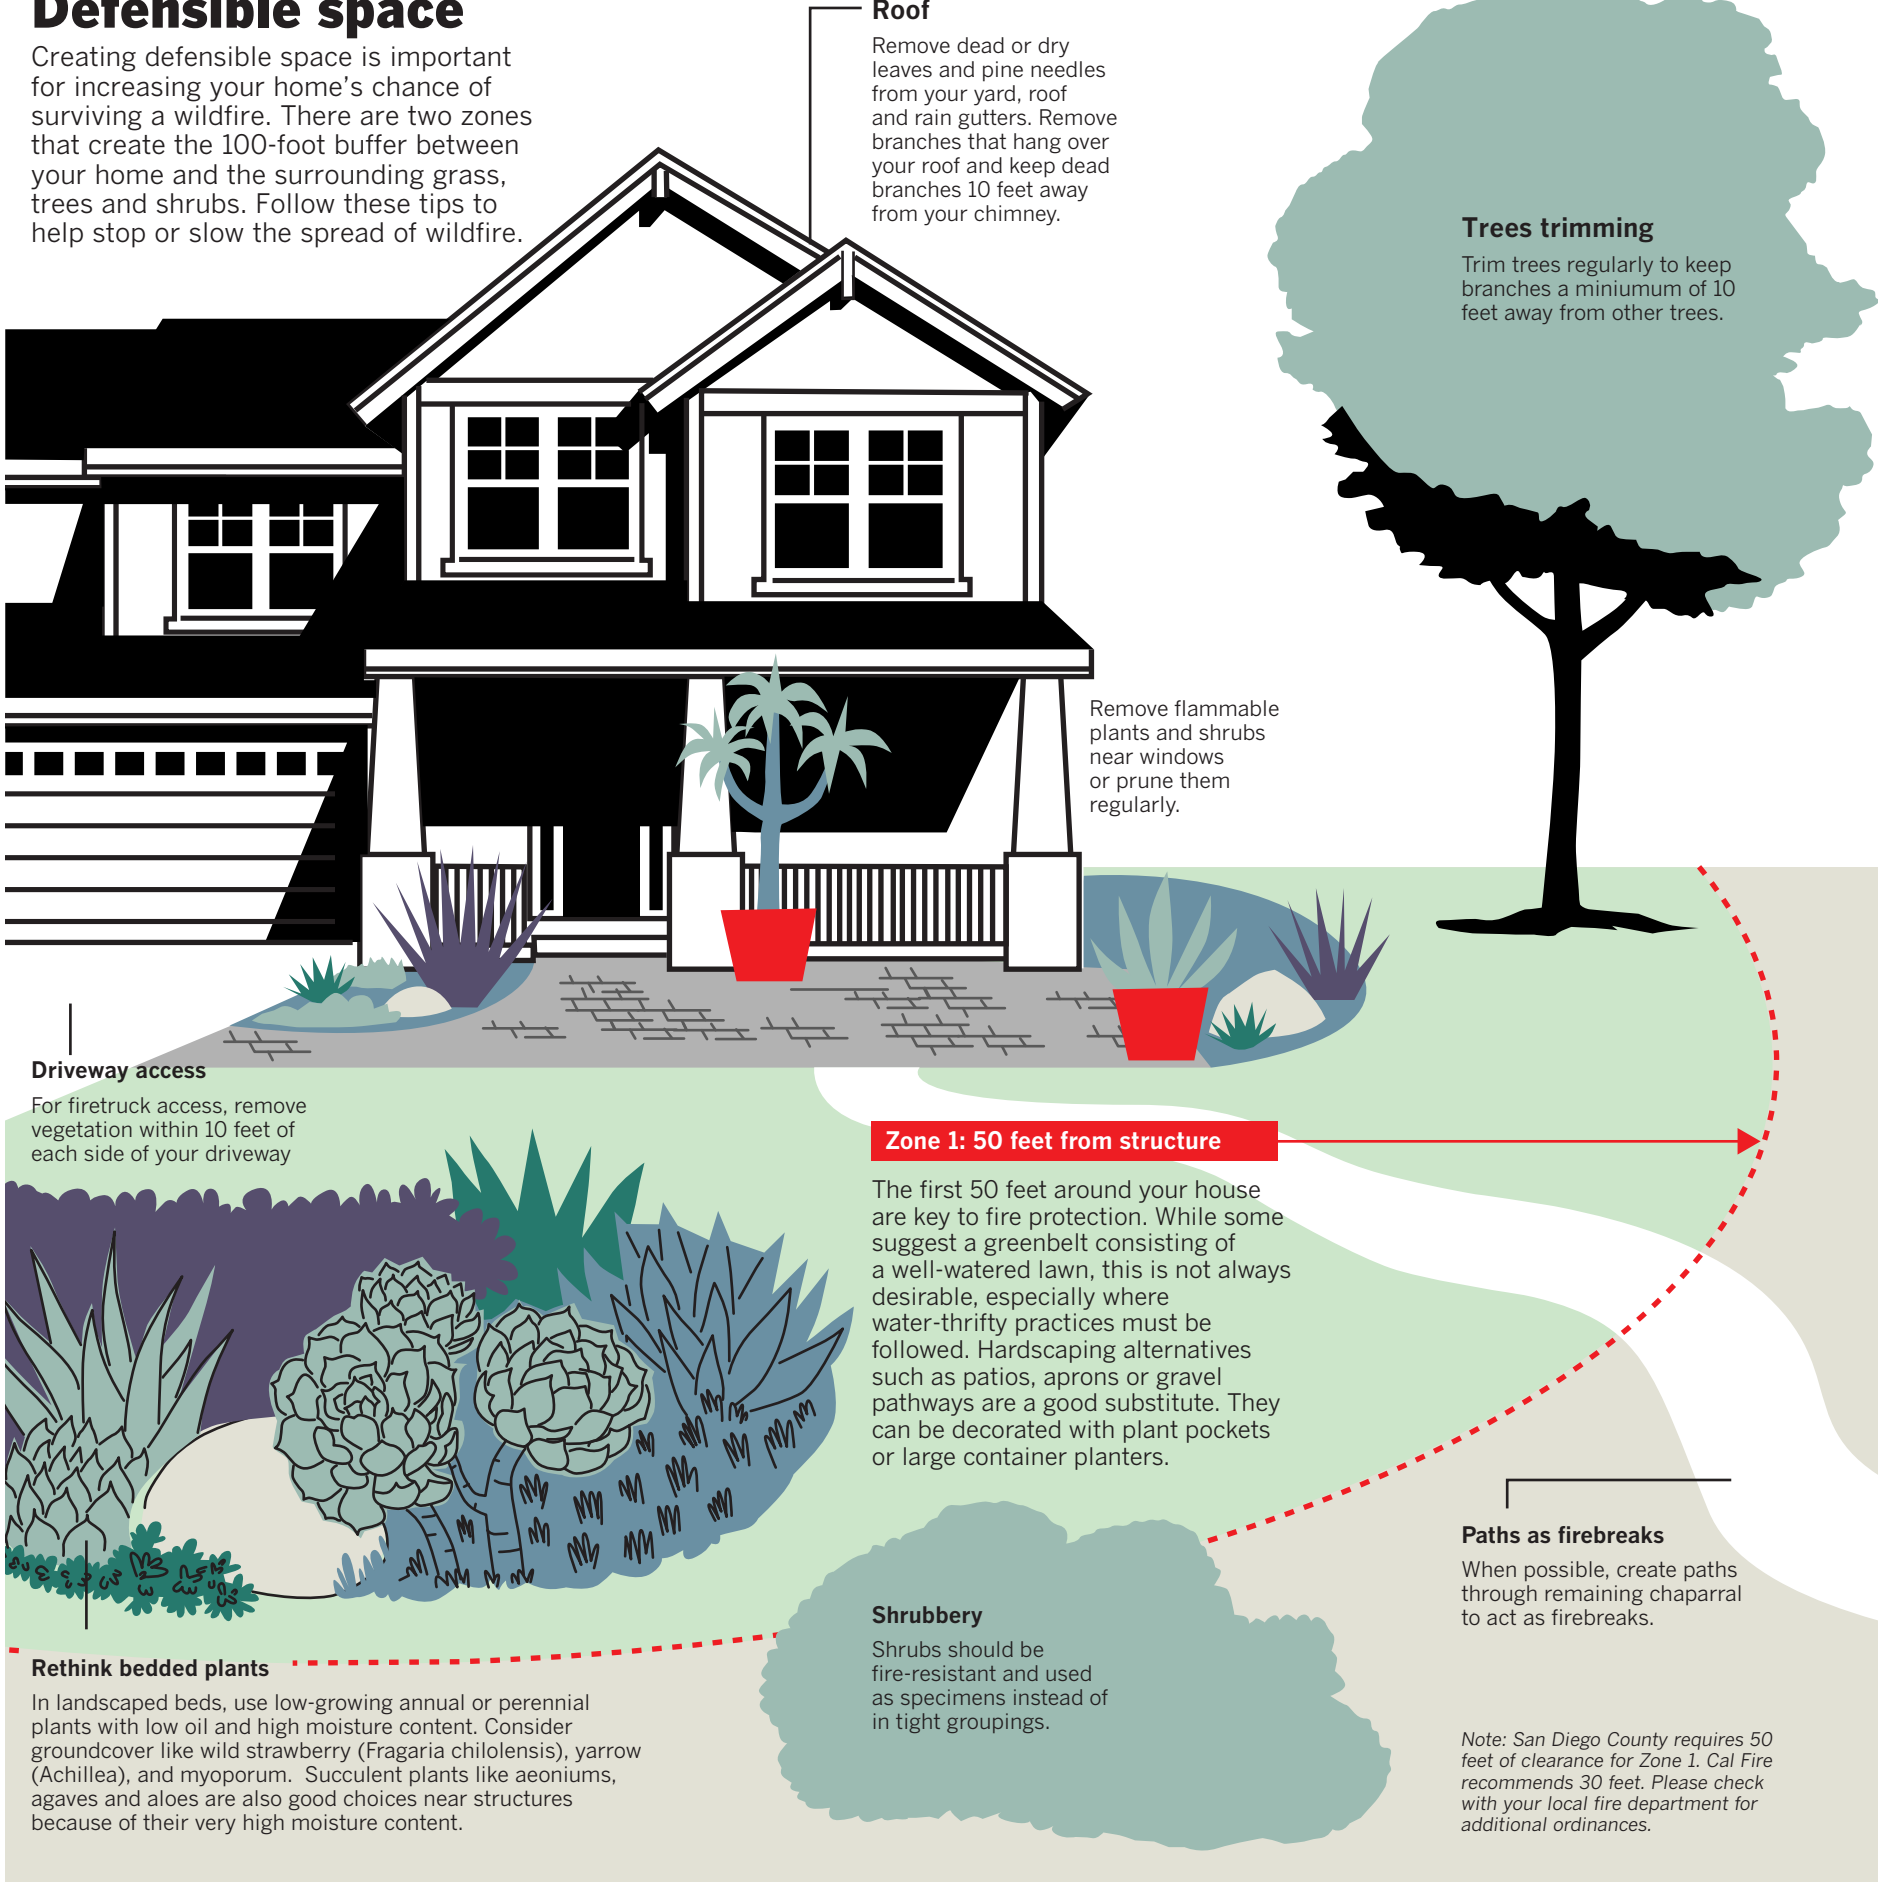 Defensible space
Creating defensible space is important
for increasing your home's chance of
surviving a wildfire. There are two zones
that create the 100-foot buffer between
your home and the surrounding grass,
trees and shrubs. Follow these tips to
help stop or slow the spread of wildfire.
Roof
Remove dead or dry
leaves and pine needles
from your yard, roof
and rain gutters. Remove
branches that hang over
your roof and keep dead
branches 10 feet away
from your chimney.
Trees trimming
Trim trees regularly to keep
branches a miniumum of 10
feet away from other trees.
Remove flammable
plants and shrubs
near windows
or prune them
regularly.
Driveway access
For firetruck access, remove
vegetation within 10 feet of
each side of your driveway
Zone 1: 50 feet from structure
The first 50 feet around your house
are key to fire protection. While some
suggest a greenbelt consisting of
a well-watered lawn, this is not always
desirable, especially where
water-thrifty practices must be
followed. Hardscaping alternatives
such as patios, aprons or gravel
pathways are a good substitute. They
can be decorated with plant pockets
or large container planters.
Paths as firebreaks
When possible, create paths
through remaining chaparral
to act as firebreaks.
Shrubbery
Shrubs should be
fire-resistant and used
as specimens instead of
in tight groupings.
Rethink bedded plants
In landscaped beds, use low-growing annual or perennial
plants with low oil and high moisture content. Consider
groundcover like wild strawberry (Fragaria chilolensis), yarrow
(Achillea), and myoporum.  Succulent plants like aeoniums,
agaves and aloes are also good choices near structures
because of their very high moisture content.
Note: San Diego County requires 50
feet of clearance for Zone 1. Cal Fire
recommends 30 feet. Please check
with your local fire department for
additional ordinances.